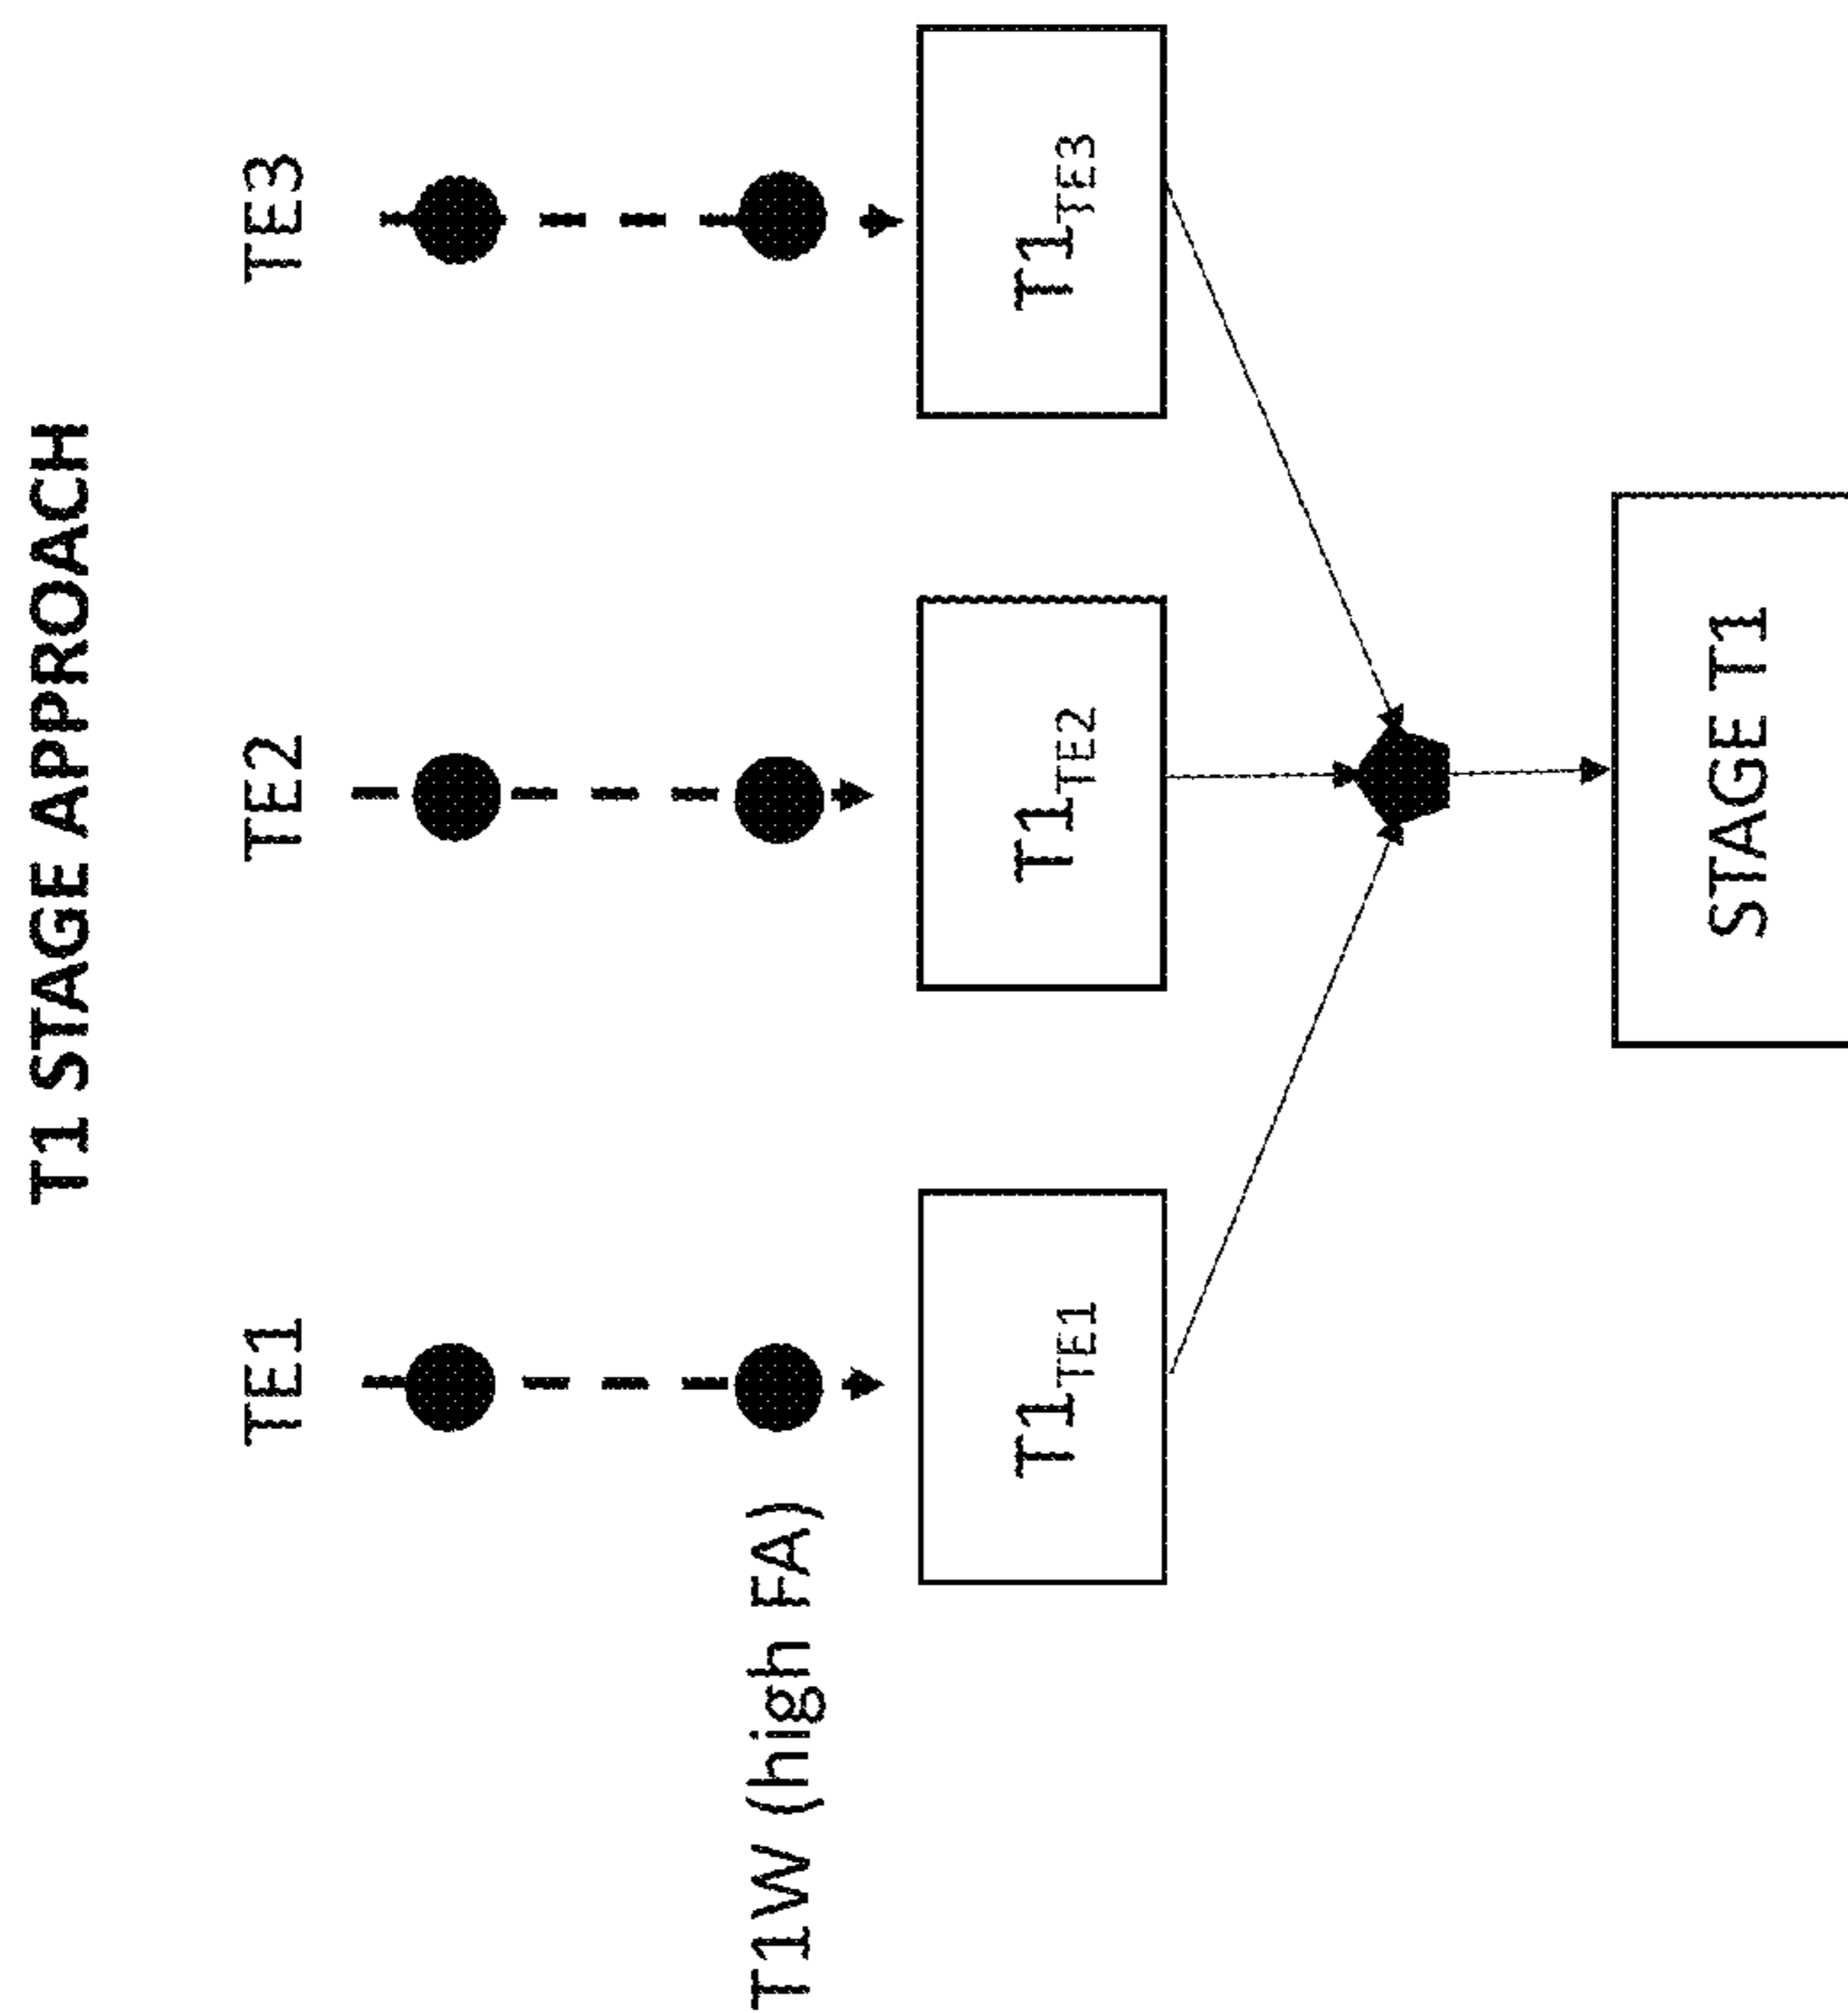 T1 STAGE APPROACH
TE1 TE2 TE3
T1W (high FA)
T1TE1 T1TE2 T1TE3
STAGE T1